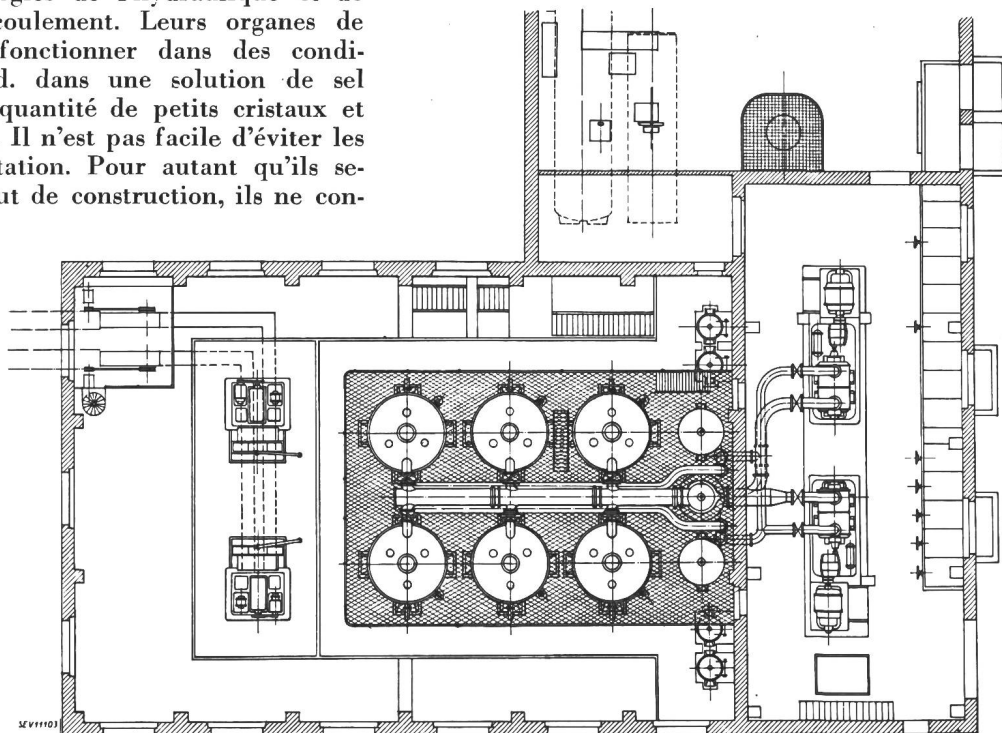 de l'hydraulique et de
coulement. Leurs organes de
fonctionner dans des condi-
d. dans une solution de sel
quantité de petits cristaux et
Il n'est pas facile d'éviter les
tation. Pour autant qu'ils se-
ut de construction, ils ne con-
SEV11103